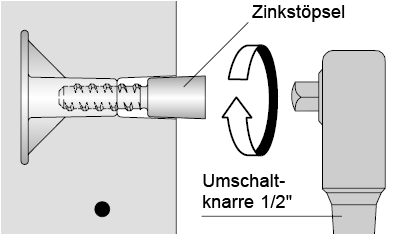 Zinkstöpsel
Umschalt-
knarre 1/2"